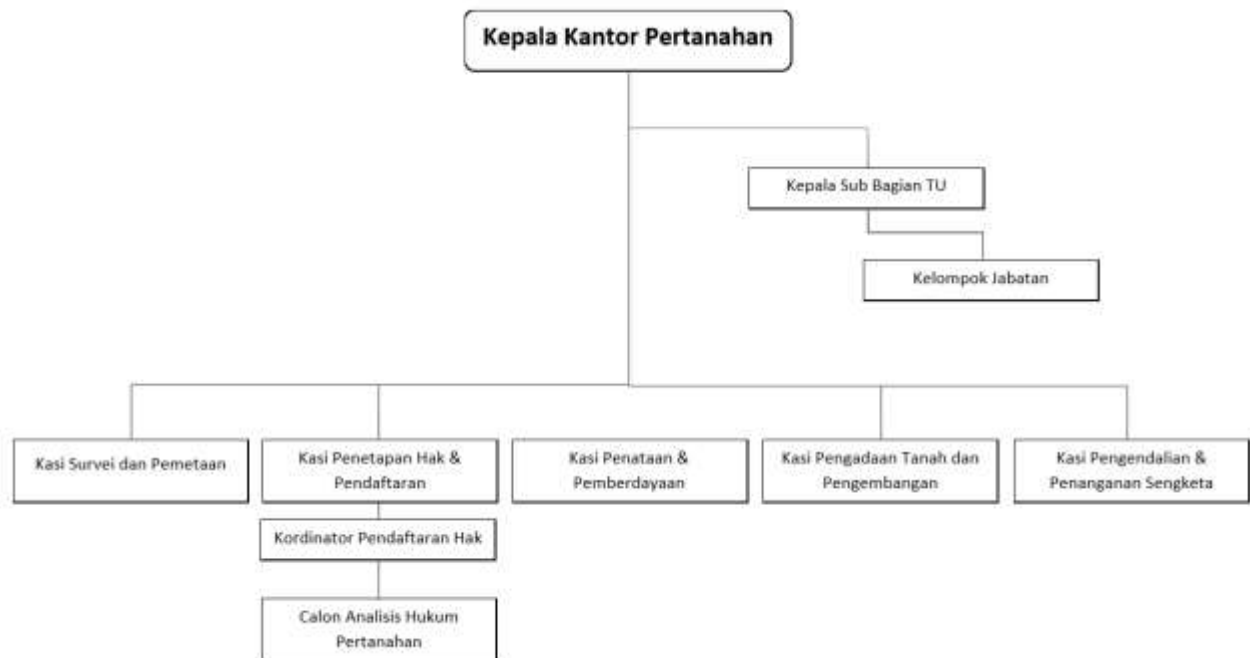 Kepala Kantor Pertanahan
Kepala Sub Bagian TU
Kelompok Jabatan
Kasi Survei dan Pemetaan
Kasi Penetapan Hak &
Pendaftaran
Kasi Penataan &
Pemberdayaan
Kasi Pengadaan Tanah dan
Pengembangan
Kasi Pengendalian &
Penanganan Sengketa
Kordinator Pendaftaran Hak
Calon Analisis Hukum
Pertanahan